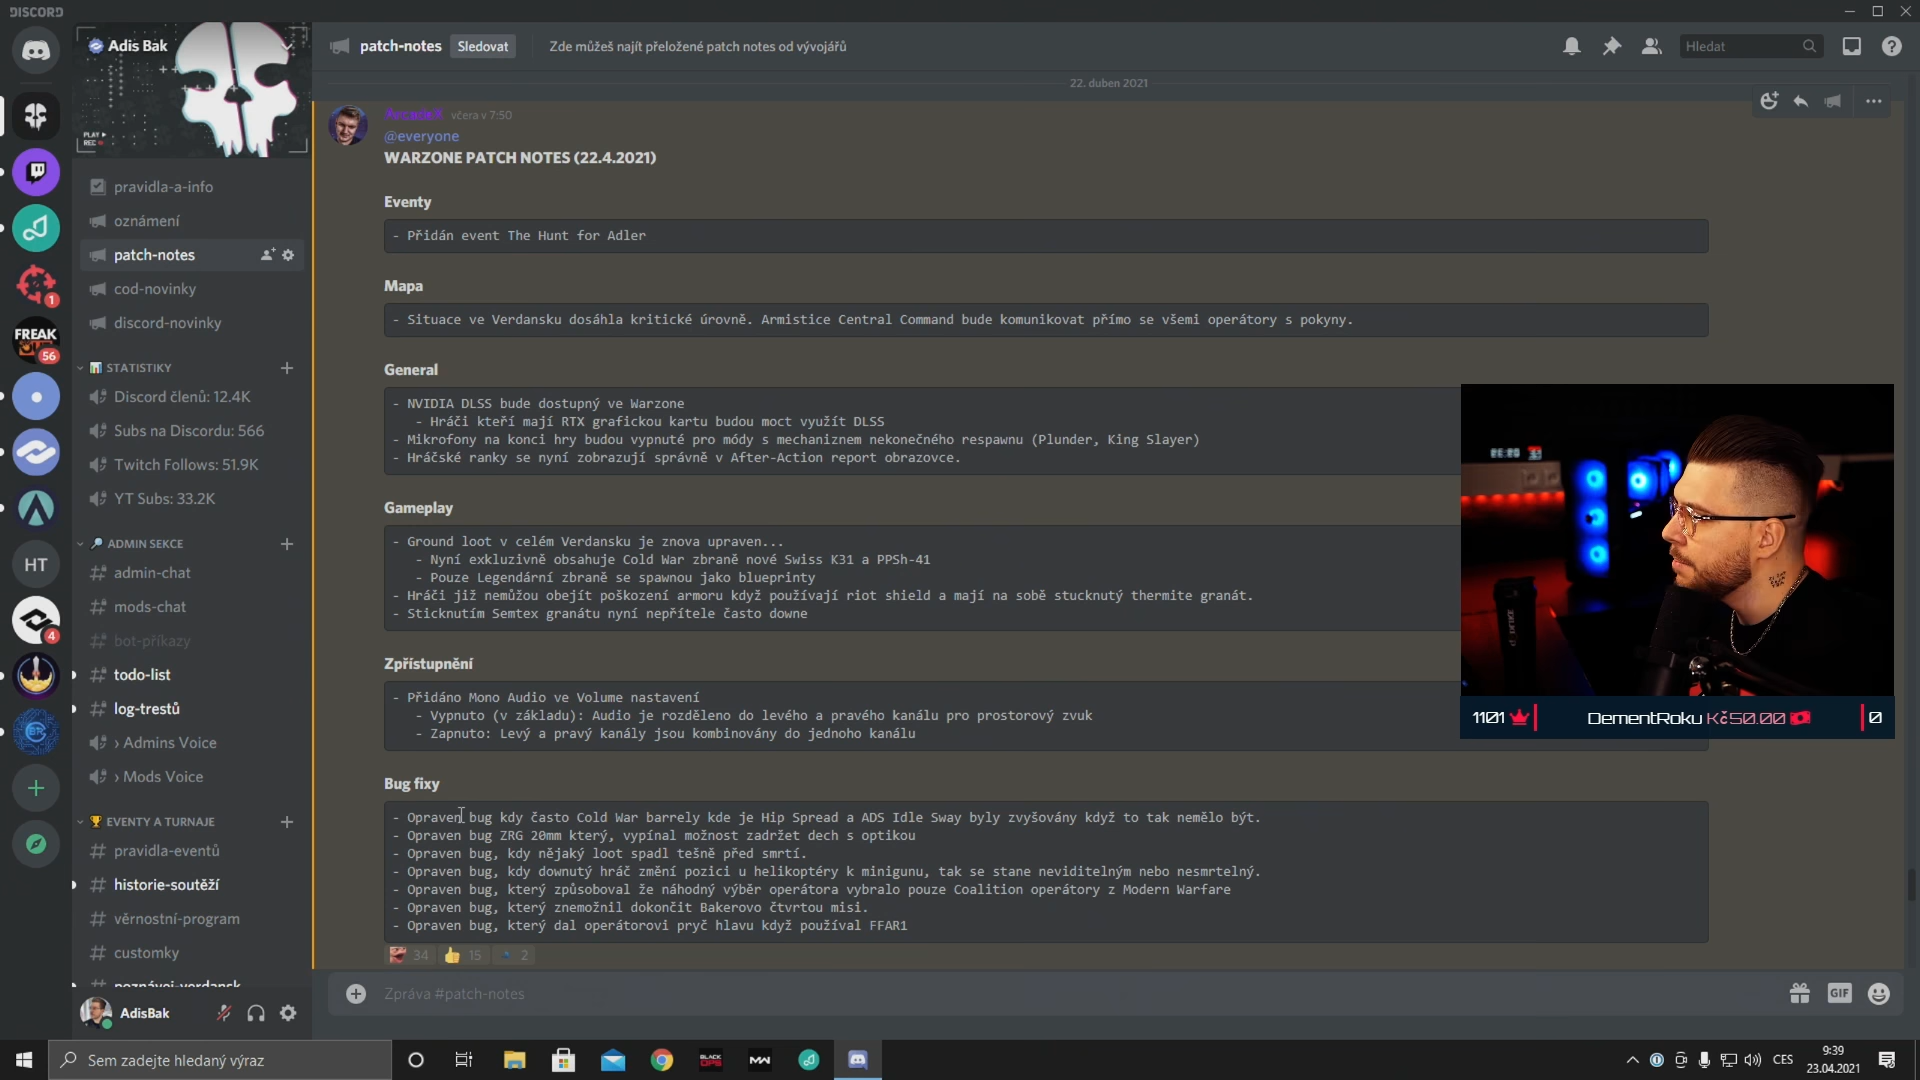 DISCORD
Adis Bak
PLAY
REC
pravidla-a-info
oznámení
patch-notes
cod-novinky
discord-novinky
STATISTIKY
Discord členů: 12.4K
Subs na Discordu: 566
Twitch Follows: 51.9K
YT Subs: 33.2K
ADMIN SEKCE
admin-chat
mods-chat
bot-příkazy
todo-list
log-trestů
› Admins Voice
› Mods Voice
EVENTY A TURNAJE
pravidla-eventů
historie-soutěží
věrnostní-program
customky
poznávej-verdansk
AdisBak
1
FREAK
56
HT
4
patch-notes
Sledovat
Zde můžeš najít přeložené patch notes od vývojářů
Hledat
22. duben 2021
včera v 7:50
@everyone
WARZONE PATCH NOTES (22.4.2021)
Eventy
- Přidán event The Hunt for Adler
Mapa
- Situace ve Verdansku dosáhla kritické úrovně. Armistice Central Command bude komunikovat přímo se všemi operátory s pokyny.
General
- NVIDIA DLSS bude dostupný ve Warzone
- Hráči kteří mají RTX grafickou kartu budou moct využít DLSS
- Mikrofony na konci hry budou vypnuté pro módy s mechaniznem nekonečného respawnu (Plunder, King Slayer)
- Hráčské ranky se nyní zobrazují správně v After-Action report obrazovce.
Gameplay
- Ground loot v celém Verdansku je znova upraven...
- Nyní exkluzivně obsahuje Cold War zbraně nové Swiss K31 a PPSh-41
- Pouze Legendární zbraně se spawnou jako blueprinty
- Hráči již nemůžou obejít poškození armoru když používají riot shield a mají na sobě stucknutý thermite granát.
- Sticknutím Semtex granátu nyní nepřítele často downe
Zpřístupnění
- Přidáno Mono Audio ve Volume nastavení
- Vypnuto (v základu): Audio je rozděleno do levého a pravého kanálu pro prostorový zvuk
- Zapnuto: Levý a pravý kanály jsou kombinovány do jednoho kanálu
Bug fixy
- Opraven bug kdy často Cold War barrely kde je Hip Spread a ADS Idle Sway byly zvyšovány když to tak nemělo být.
- Opraven bug ZRG 20mm který, vypínal možnost zadržet dech s optikou
- Opraven bug, kdy nějaký loot spadl tešně před smrtí.
- Opraven bug, kdy downutý hráč změní pozici u helikoptéry k minigunu, tak se stane neviditelným nebo nesmrtelný.
- Opraven bug, který způsoboval že náhodný výběr operátora vybralo pouze Coalition operátory z Modern Warfare
- Opraven bug, který znemožnil dokončit Bakerovo čtvrtou misi.
- Opraven bug, který dal operátorovi pryč hlavu když používal FFAR1
34
15
2
Zpráva #patch-notes
GIF
1101
DementRoku Kč50.00
0
Sem zadejte hledaný výraz
BLACK OPS
MW
CES
9:39
23.04.2021